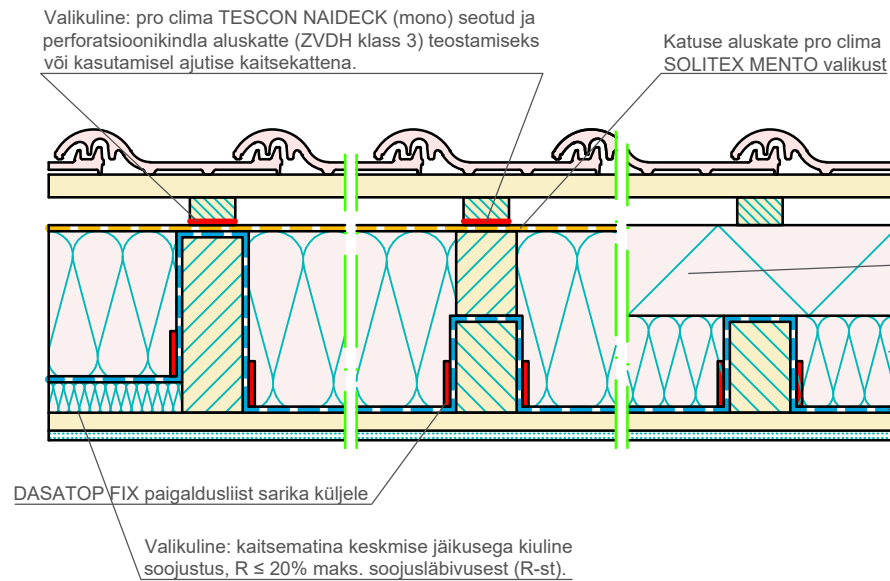 Valikuline: pro clima TESCON NAIDECK (mono) seotud ja
perforatsioonikindla aluskatte (ZVDH klass 3) teostamiseks
või kasutamisel ajutise kaitsekattena.
Katuse aluskate pro clima
SOLITEX MENTO valikust
DASATOP FIX paigaldusliist sarika küljele
Valikuline: kaitsematina keskmise jäikusega kiuline
soojustus, R ≤ 20% maks. soojusläbivusest (R-st).